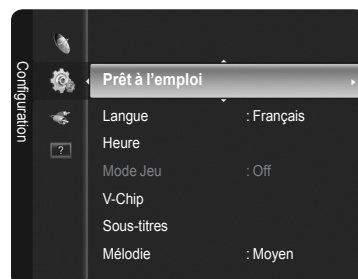 Configuration
Prêt à l'emploi
Langue : Français
Heure
Mode Jeu : Off
V-Chip
Sous-titres
Mélodie : Moyen
?